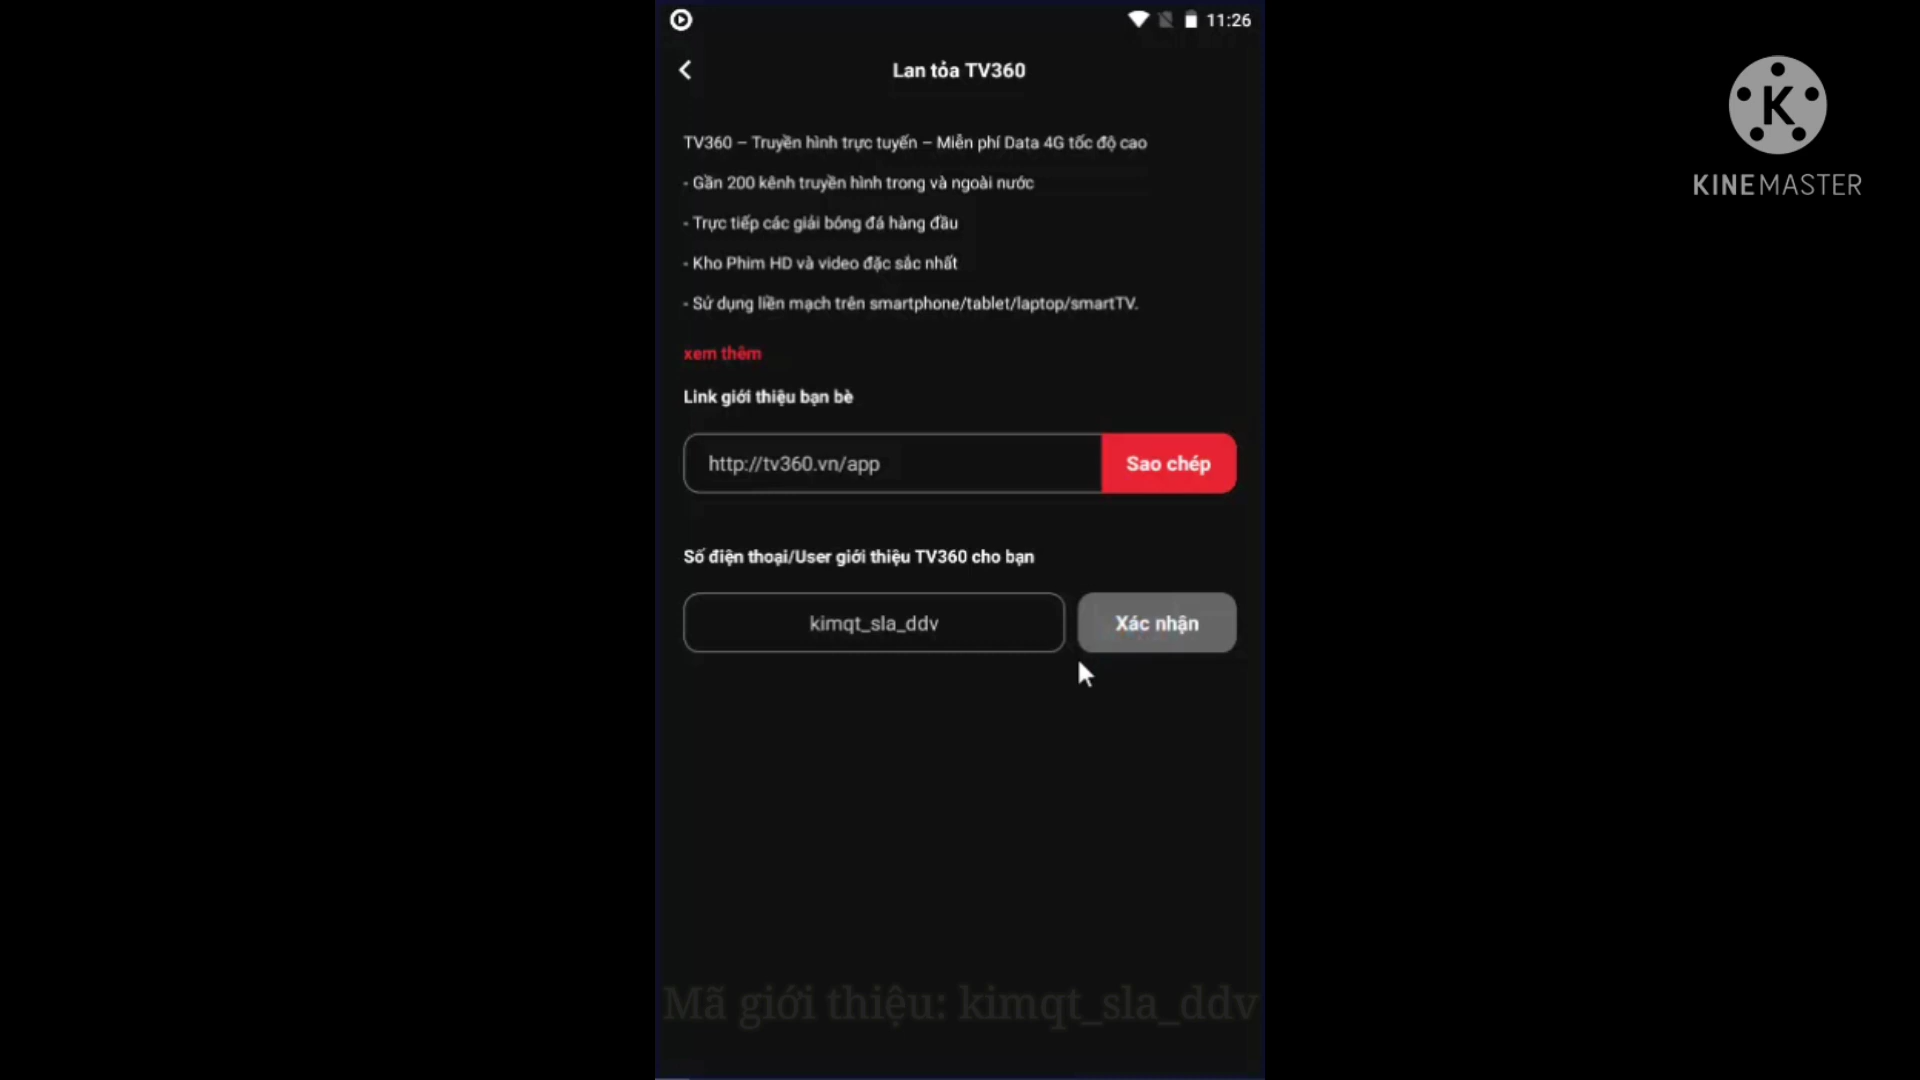 11:26
Lan tỏa TV360
TV360 – Truyền hình trực tuyến – Miễn phí Data 4G tốc độ cao
- Gần 200 kênh truyền hình trong và ngoài nước
- Trực tiếp các giải bóng đá hàng đầu
- Kho Phim HD và video đặc sắc nhất
- Sử dụng liền mạch trên smartphone/tablet/laptop/smartTV.
xem thêm
Link giới thiệu bạn bè
http://tv360.vn/app
Sao chép
Số điện thoại/User giới thiệu TV360 cho bạn
kimqt_sla_ddv
Xác nhận
Mã giới thiệu: kimqt_sla_ddv
K
KINEMASTER